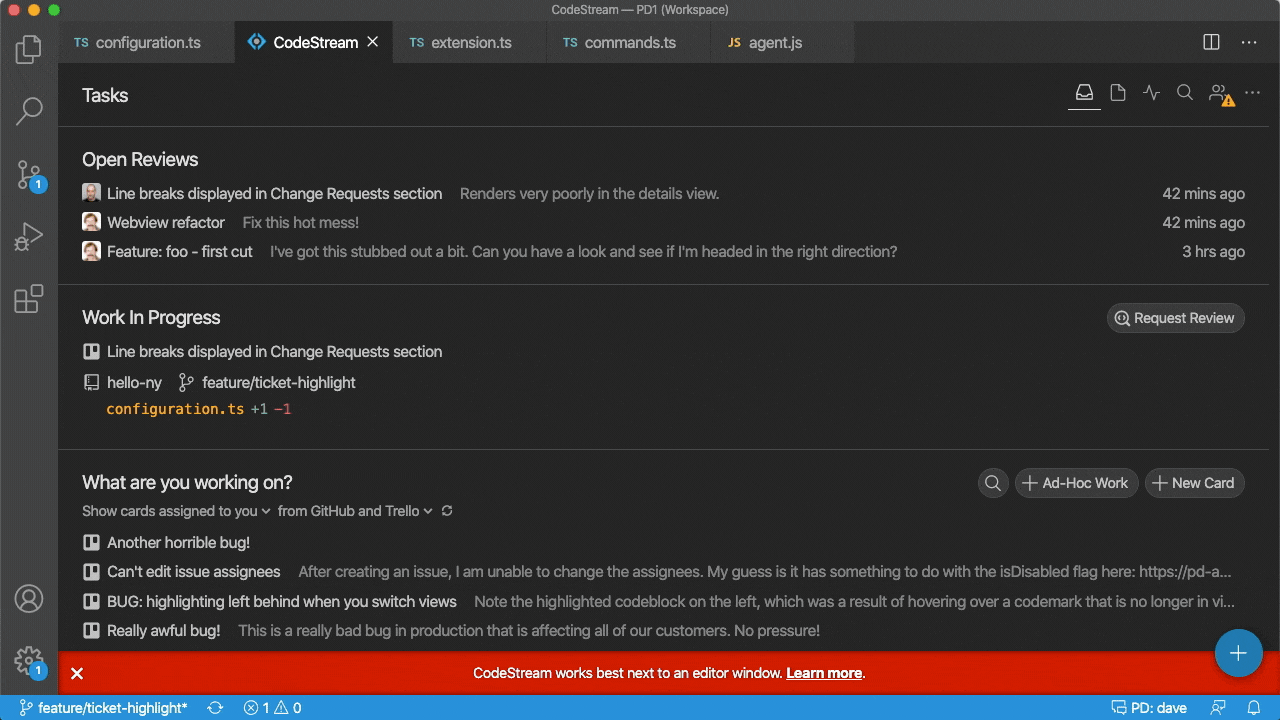 CodeStream — PD1 (Workspace)
TS configuration.ts CodeStream TS extension.ts TS commands.ts JS agent.js
Tasks
Open Reviews
Line breaks displayed in Change Requests section Renders very poorly in the details view. 42 mins ago
Webview refactor Fix this hot mess! 42 mins ago
Feature: foo - first cut I've got this stubbed out a bit. Can you have a look and see if I'm headed in the right direction? 3 hrs ago
1
Work In Progress Request Review
Line breaks displayed in Change Requests section
hello-ny feature/ticket-highlight
configuration.ts +1 −1
What are you working on? Ad-Hoc Work New Card
Show cards assigned to you from GitHub and Trello
Another horrible bug!
Can't edit issue assignees After creating an issue, I am unable to change the assignees. My guess is it has something to do with the isDisabled flag here: https://pd-a...
BUG: highlighting left behind when you switch views Note the highlighted codeblock on the left, which was a result of hovering over a codemark that is no longer in vi...
Really awful bug! This is a really bad bug in production that is affecting all of our customers. No pressure!
1
CodeStream works best next to an editor window. Learn more.
feature/ticket-highlight* 1 0 PD: dave